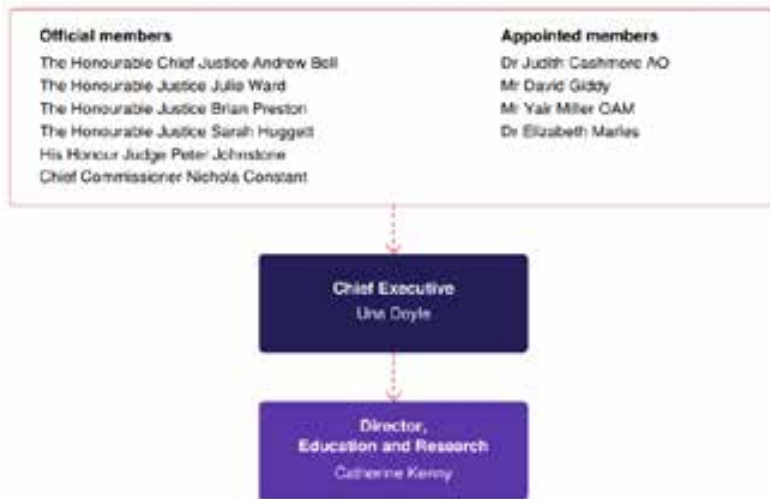 Official members
The Honourable Chief Justice Andrew Bell
The Honourable Justice Julie Ward
The Honourable Justice Brian Preston
The Honourable Justice Sarah Huggett
His Honour Judge Peter Johnstone
Chief Commissioner Nichola Constant
Appointed members
Dr Judith Cashmore AO
Mr David Giddy
Mr Yair Miller OAM
Dr Elizabeth Marles
Chief Executive
Una Doyle
Director,
Education and Research
Catherine Kenny